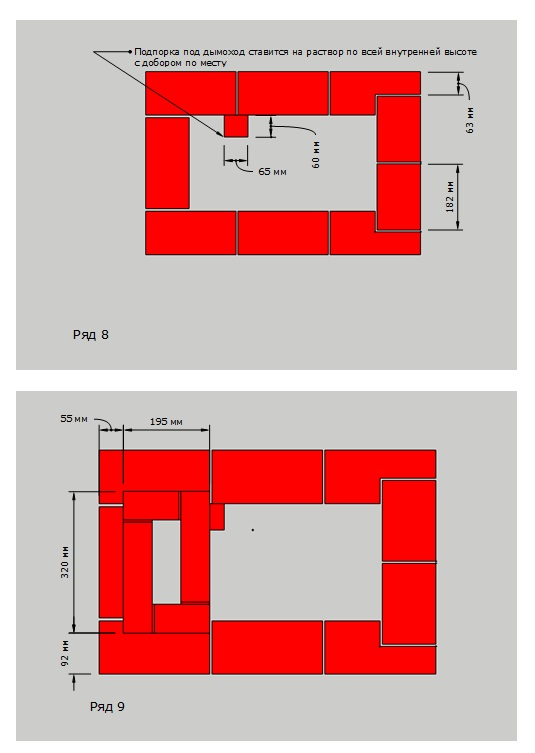 Подпорка под дымоход ставится на раствор по всей внутренней высоте
с добором по месту
63 мм
60 мм
65 мм
182 мм
Ряд 8
55 мм
195 мм
320 мм
92 мм
Ряд 9